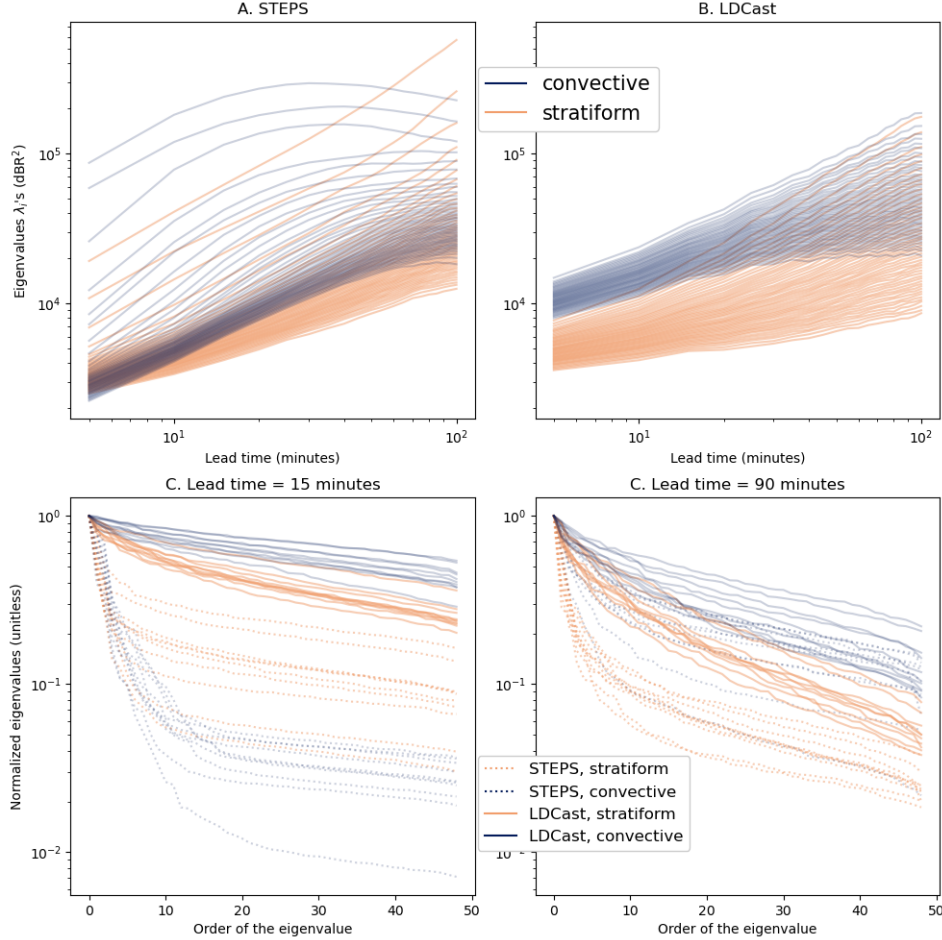 A. STEPS
B. LDCast
convective
stratiform
Eigenvalues λᵢ's (dBR²)
10⁵
10⁴
10¹
10²
Lead time (minutes)
10¹
10²
Lead time (minutes)
C. Lead time = 15 minutes
C. Lead time = 90 minutes
Normalized eigenvalues (unitless)
10⁰
10⁻¹
10⁻²
10⁰
10⁻¹
STEPS, stratiform
STEPS, convective
LDCast, stratiform
LDCast, convective
0
10
20
30
40
50
Order of the eigenvalue
0
10
20
30
40
50
Order of the eigenvalue